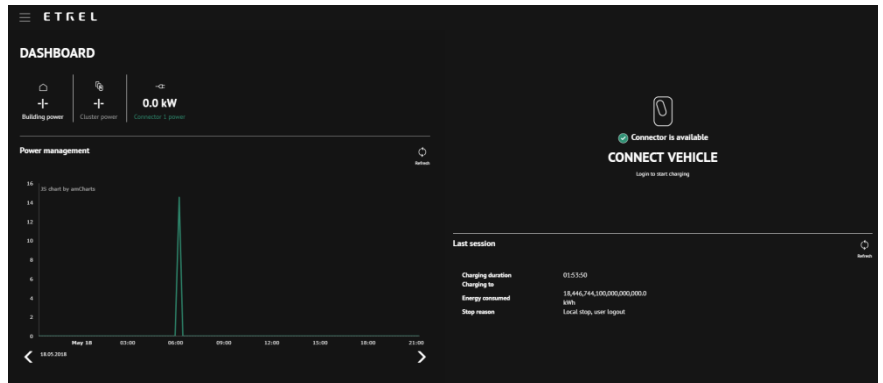 ETREL
DASHBOARD
-|-
Building power
-|-
Cluster power
0.0 kW
Connector 1 power
Power management
Refresh
16
JS chart by amCharts
14
12
10
8
6
4
2
0
May 18 03:00 06:00 09:00 12:00 15:00 18:00 21:00
18.05.2018
Connector is available
CONNECT VEHICLE
Login to start charging
Last session
Refresh
Charging duration 01:53:50
Charging to
Energy consumed 18,446,744,100,000,000,000.0
kWh
Stop reason Local stop, user logout